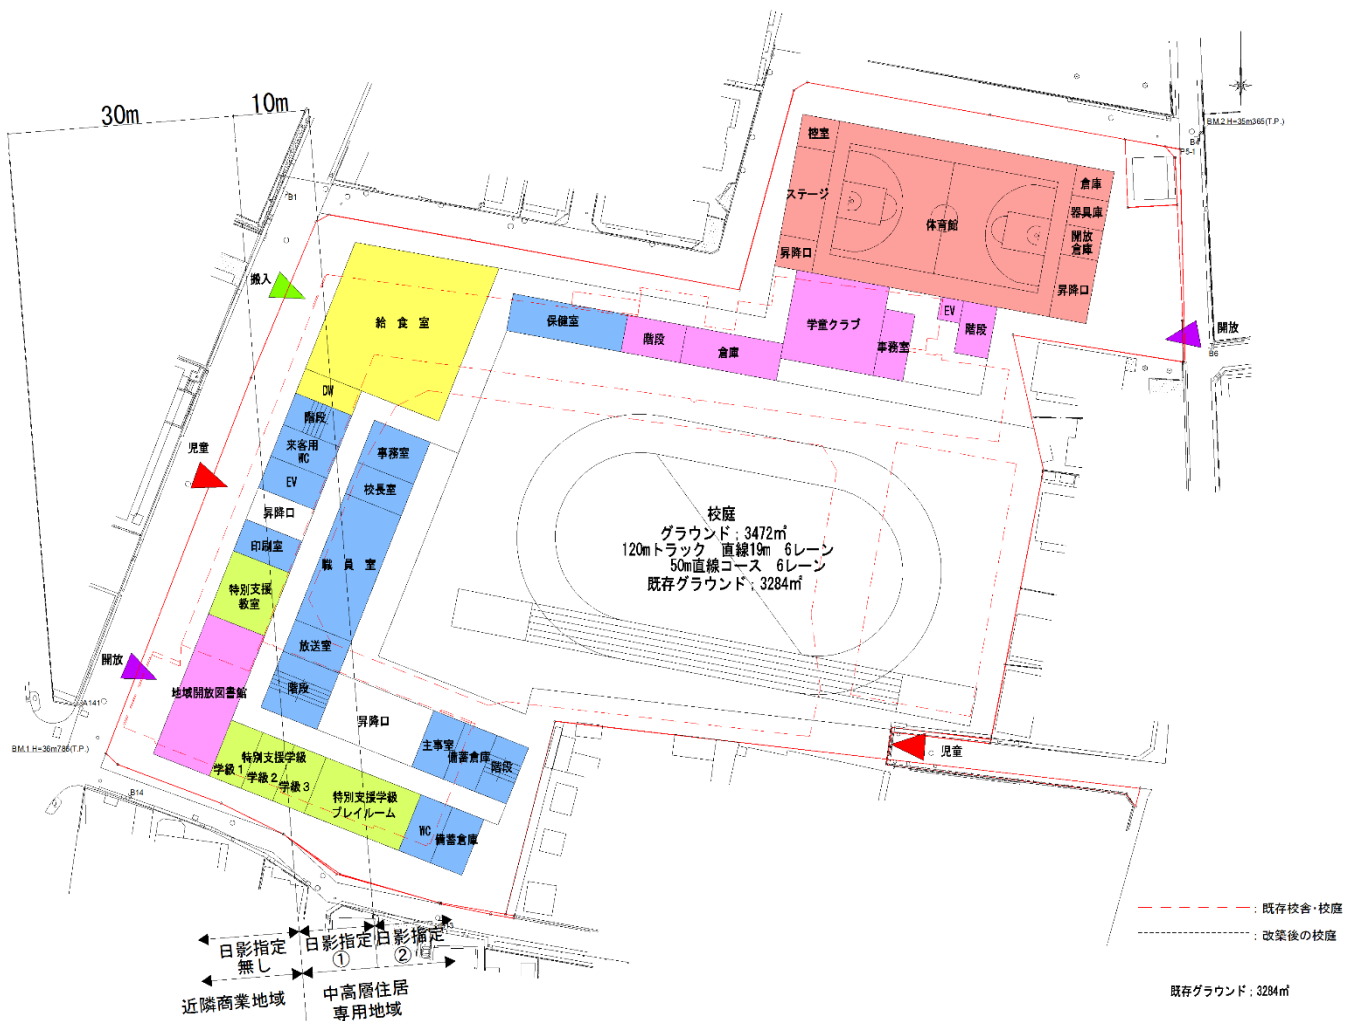 30m
10m
BM.2 H=35m365(T.P.)
P5-1
B1
搬入
控室
ステージ
昇降口
体育館
倉庫
器具庫
開放
倉庫
昇降口
開放
B6
給 食 室
保健室
階段
倉庫
学童クラブ
事務室
EV
階段
DW
階段
来客用
WC
EV
昇降口
印刷室
特別支援
教室
地域開放図書館
児童
開放
事務室
校長室
職 員 室
放送室
階段
昇降口
校庭
グラウンド：3472㎡
120mトラック 直線19m 6レーン
50m直線コース 6レーン
既存グラウンド：3284㎡
A141
BM.1 H=36m786(T.P.)
B14
特別支援学級
学級1
学級2
学級3
特別支援学級
プレイルーム
主事室
備蓄倉庫
階段
WC
備蓄倉庫
児童
日影指定
無し
日影指定
①
日影指定
②
近隣商業地域
中高層住居
専用地域
：既存校舎・校庭
：改築後の校庭
既存グラウンド：3284㎡